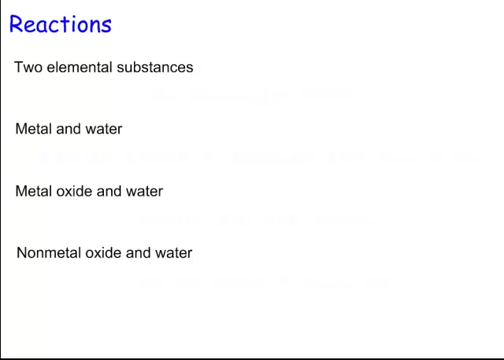 Reactions
Two elemental substances
Metal and water
Metal oxide and water
Nonmetal oxide and water